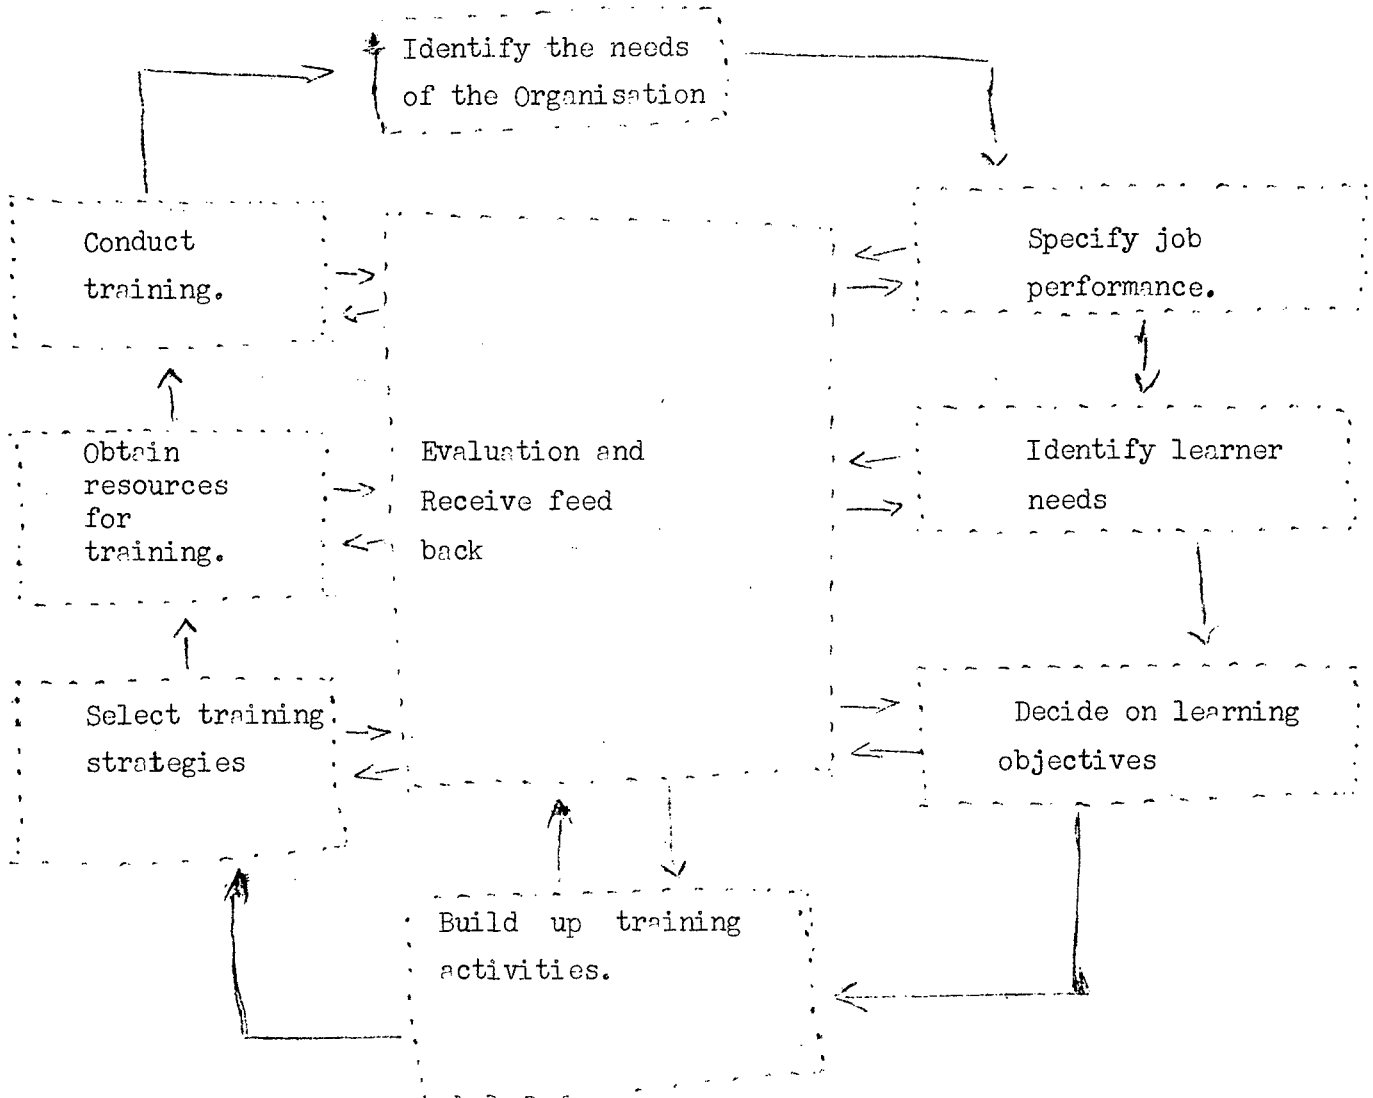 Identify the needs
of the Organisation
Conduct
training.
Specify job
performance.
Obtain
resources
for
training.
Evaluation and
Receive feed
back
Identify learner
needs
Select training
strategies
Decide on learning
objectives
Build up training
activities.